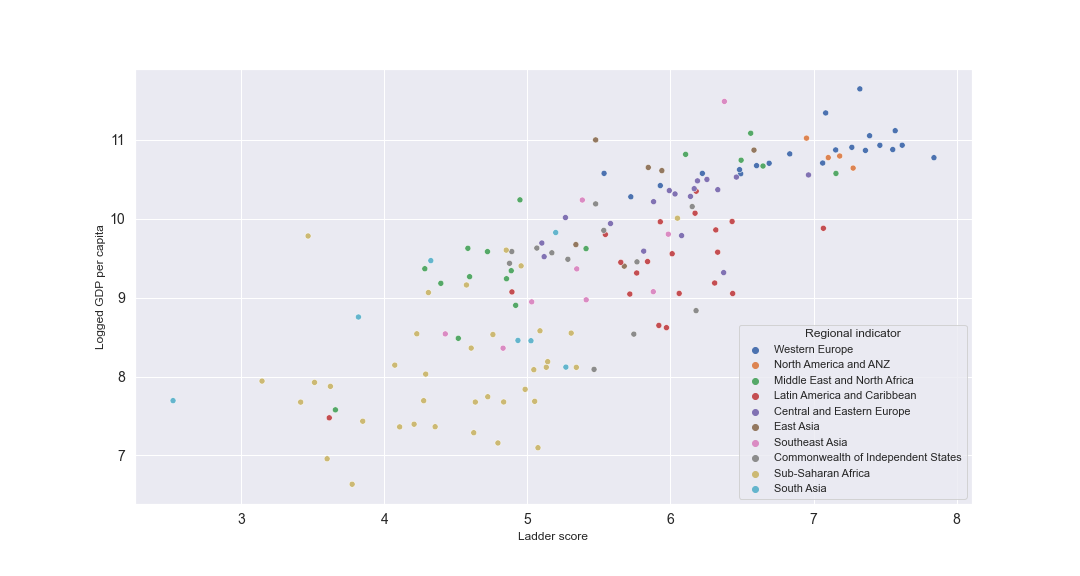 11
10
9
8
7
Logged GDP per capita
Regional indicator
Western Europe
North America and ANZ
Middle East and North Africa
Latin America and Caribbean
Central and Eastern Europe
East Asia
Southeast Asia
Commonwealth of Independent States
Sub-Saharan Africa
South Asia
3 4 5 6 7 8
Ladder score